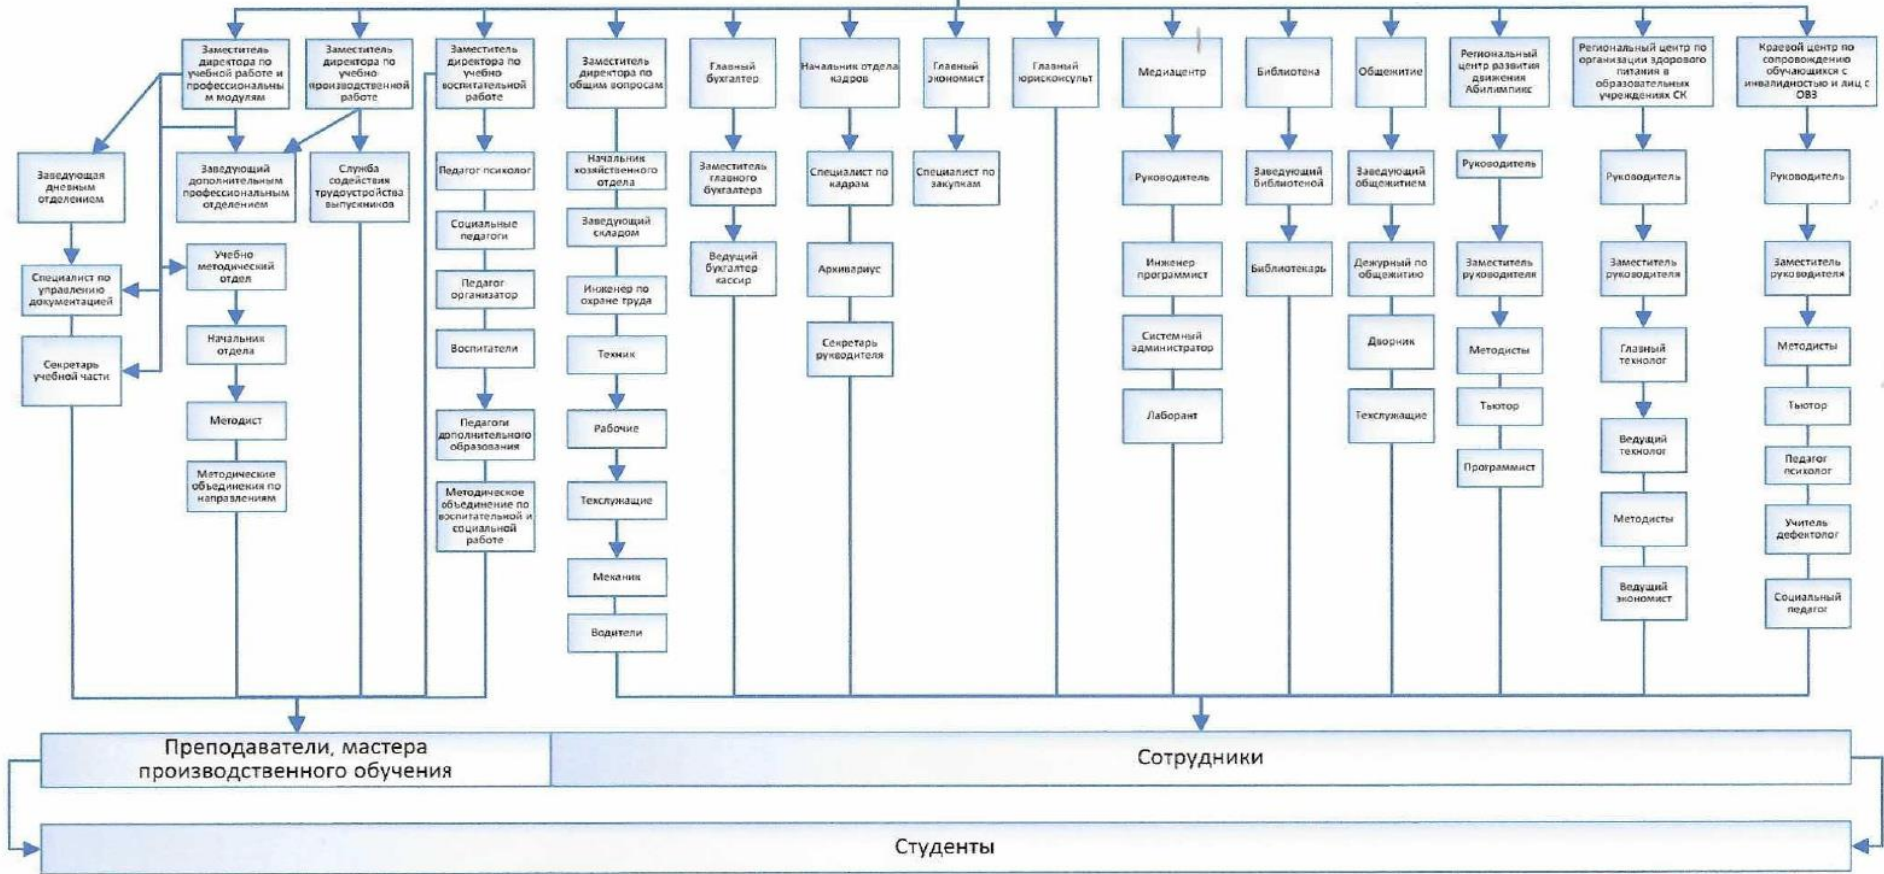 Заместитель
директора по
учебной работе и
профессиональны
м модулям
Заместитель
директора по
учебно
производственной
работе
Заместитель
директора по
учебно
воспитательной
работе
Заместитель
директора по
общим вопросам
Главный
бухгалтер
Начальник отдела
кадров
Главный
экономист
Главный
юрисконсульт
Медиацентр
Библиотека
Общежитие
Региональный
центр развития
движения
Абилимпикс
Региональный центр по
организации здорового
питания в
образовательных
учреждениях СК
Краевой центр по
сопровождению
обучающихся с
инвалидностью и лиц с
ОВЗ
Заведующая
дневным
отделением
Заведующий
дополнительным
профессиональным
отделением
Служба
содействия
трудоустройства
выпускников
Педагог психолог
Начальник
хозяйственного
отдела
Заместитель
главного
бухгалтера
Специалист по
кадрам
Специалист по
закупкам
Руководитель
Заведующий
библиотекой
Заведующий
общежитием
Руководитель
Руководитель
Руководитель
Социальные
педагоги
Заведующий
складом
Специалист по
управлению
документацией
Учебно
методический
отдел
Педагог
организатор
Инженер по
охране труда
Ведущий
бухгалтер
кассир
Архивариус
Инженер
программист
Библиотекарь
Дежурный по
общежитию
Заместитель
руководителя
Заместитель
руководителя
Заместитель
руководителя
Секретарь
учебной части
Начальник
отдела
Воспитатели
Техник
Секретарь
рукводителя
Системный
администратор
Дворник
Методисты
Главный
технолог
Методисты
Методист
Педагоги
дополнительного
образования
Рабочие
Лаборант
Техслужащие
Тьютор
Ведущий
технолог
Тьютор
Методические
объединения по
направлениям
Методическое
объединение по
воспитательной и
социальной
работе
Техслужащие
Программист
Методисты
Педагог
психолог
Учитель
дефектолог
Механик
Ведущий
экономист
Социальный
педагог
Водители
Преподаватели, мастера
производственного обучения
Сотрудники
Студенты